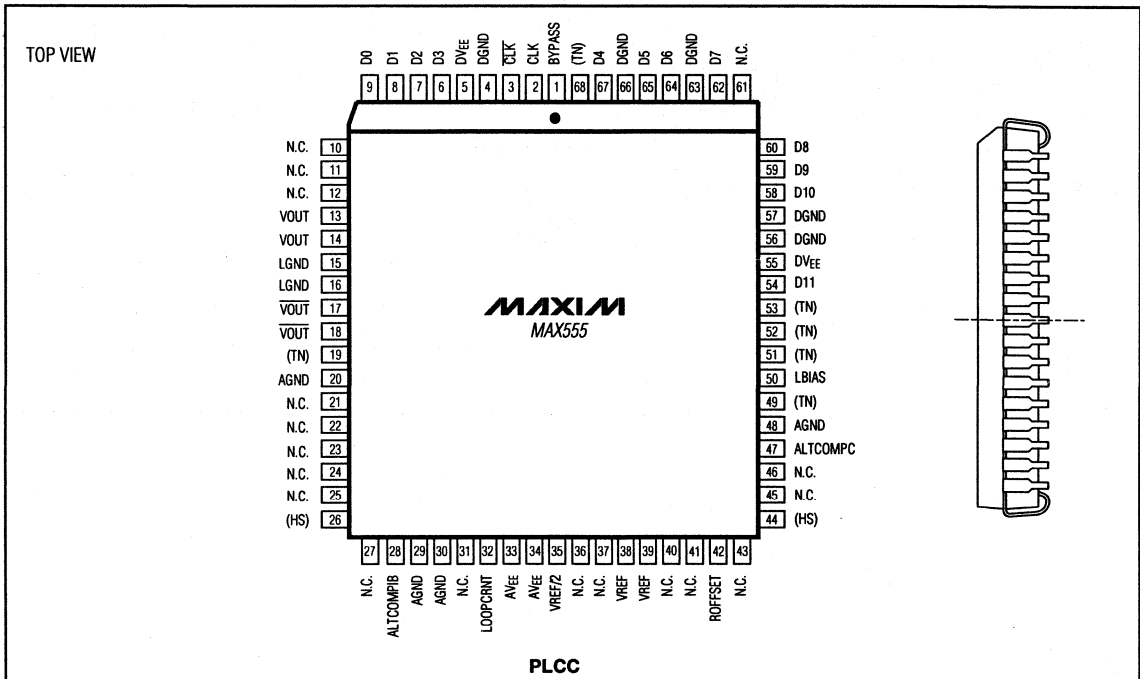 TOP VIEW
D0 D1 D2 D3 DVEE DGND C̅L̅K̅ CLK BYPASS (TN) D4 DGND D5 D6 DGND D7 N.C.
9 8 7 6 5 4 3 2 1 68 67 66 65 64 63 62 61
N.C. 10 60 D8
N.C. 11 59 D9
N.C. 12 58 D10
VOUT 13 57 DGND
VOUT 14 56 DGND
LGND 15 55 DVEE
LGND 16 54 D11
V̅O̅U̅T̅ 17 53 (TN)
V̅O̅U̅T̅ 18 52 (TN)
(TN) 19 51 (TN)
AGND 20 50 LBIAS
N.C. 21 49 (TN)
N.C. 22 48 AGND
N.C. 23 47 ALTCOMPC
N.C. 24 46 N.C.
N.C. 25 45 N.C.
(HS) 26 44 (HS)
MAXIM
MAX555
27 28 29 30 31 32 33 34 35 36 37 38 39 40 41 42 43
N.C. ALTCOMPIB AGND AGND N.C. LOOPCRNT AVEE AVEE VREF/2 N.C. N.C. VREF VREF N.C. N.C. ROFFSET N.C.
PLCC